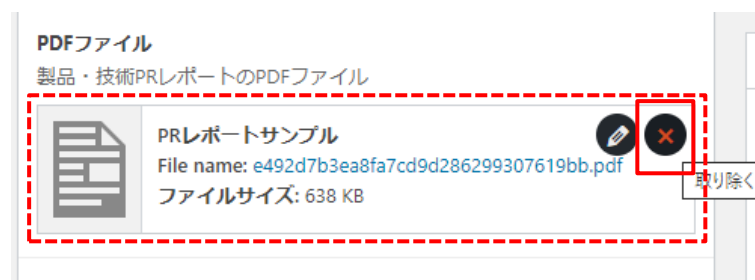 PDFファイル
製品・技術PRレポートのPDFファイル
PRレポートサンプル
File name: e492d7b3ea8fa7cd9d286299307619bb.pdf
ファイルサイズ: 638 KB
取り除く